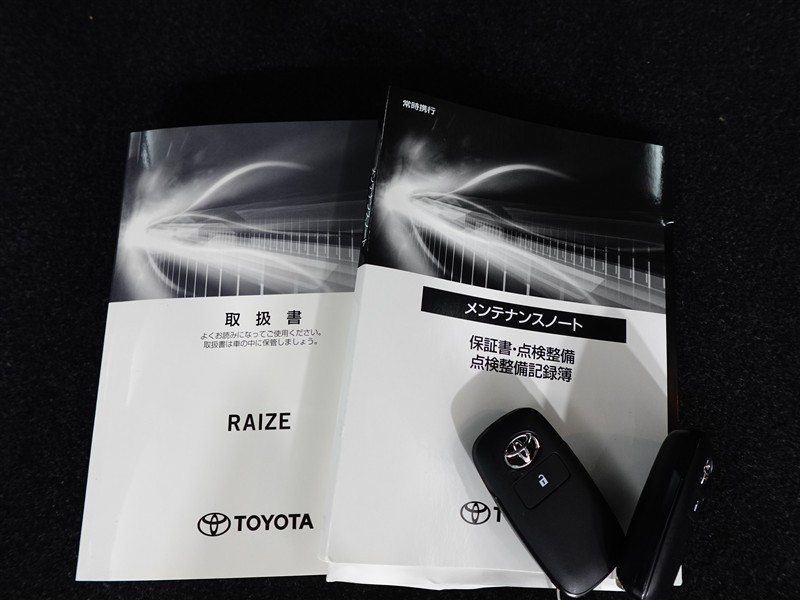 取扱書
よくお読みになってご使用ください。
取扱書は車の中に保管しましょう。
RAIZE
TOYOTA
常時携行
メンテナンスノート
保証書・点検整備
点検整備記録簿
T